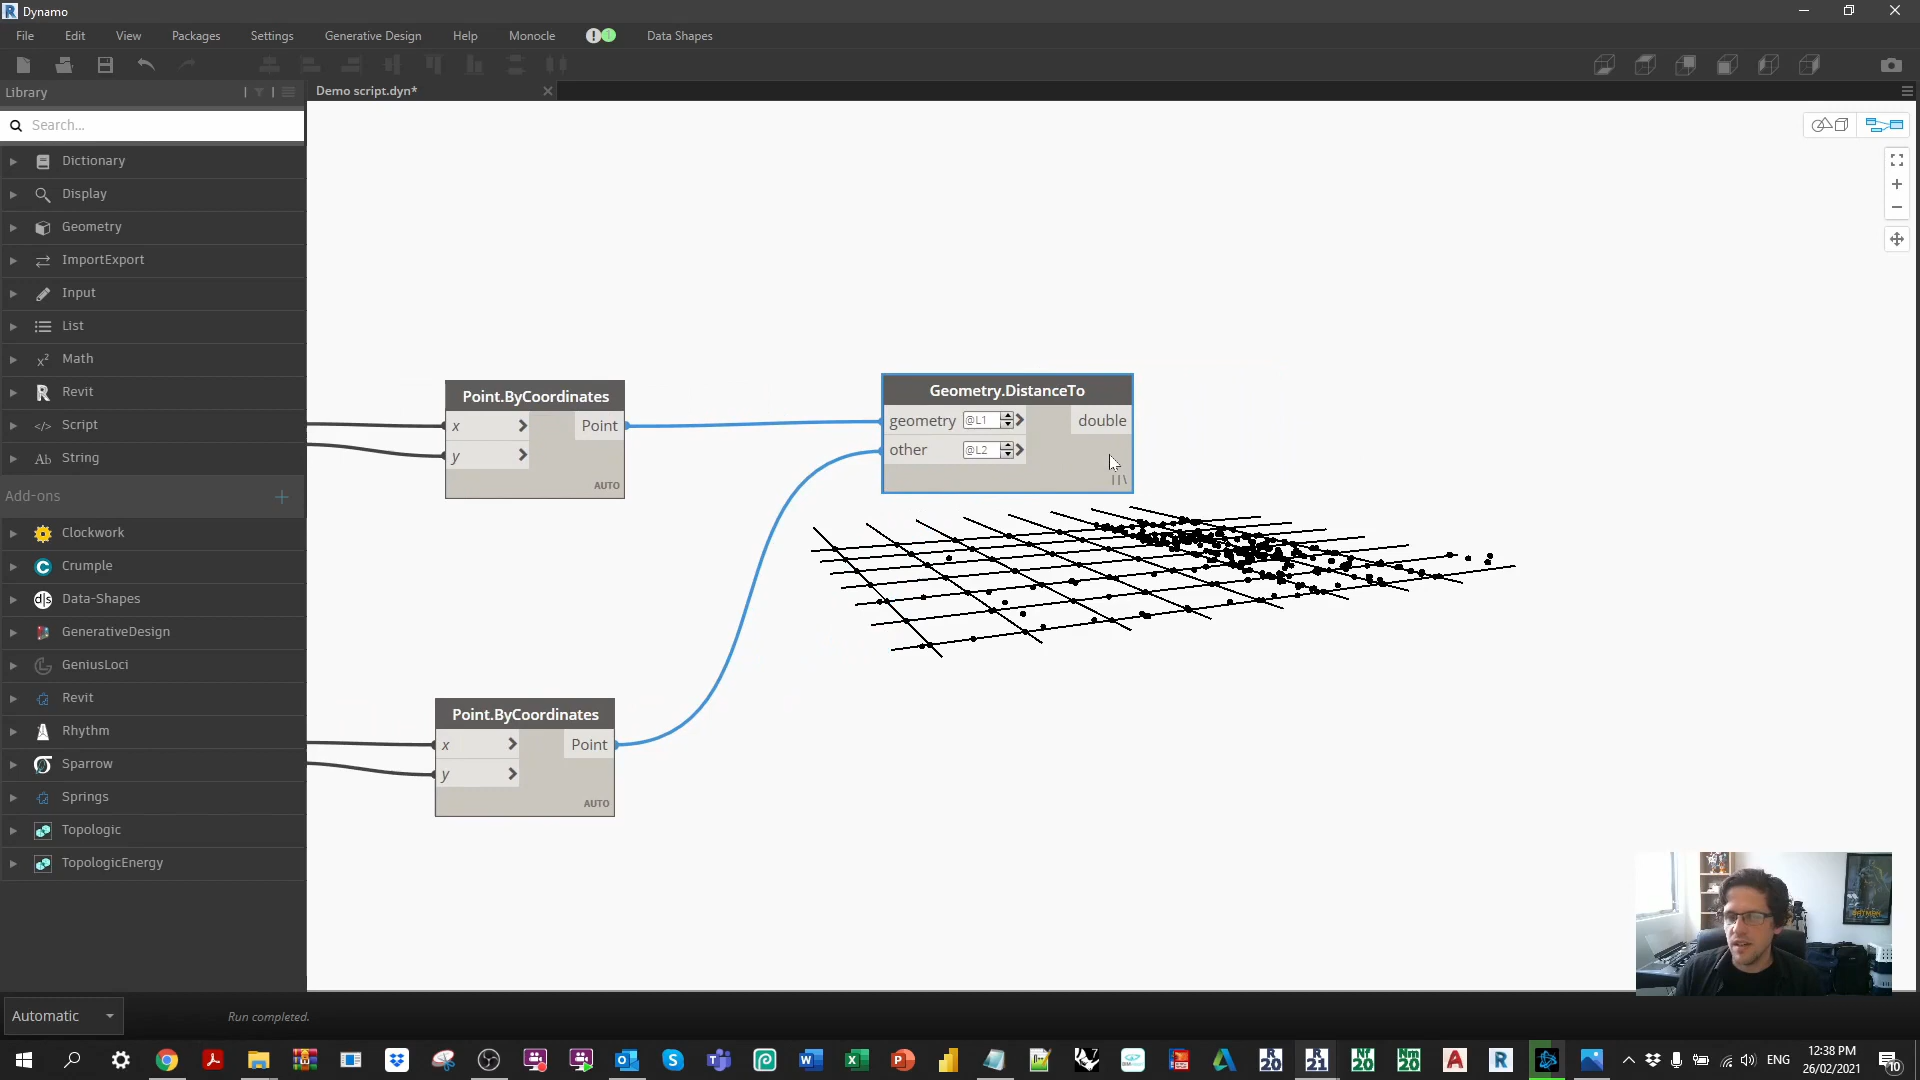 Dynamo
File Edit View Packages Settings Generative Design Help Monocle ! 1 Data Shapes
Library
Demo script.dyn*
Search...
Dictionary
Display
Geometry
ImportExport
Input
List
Math
Revit
Script
String
Add-ons
Clockwork
Crumple
Data-Shapes
GenerativeDesign
GeniusLoci
Revit
Rhythm
Sparrow
Springs
Topologic
TopologicEnergy
Point.ByCoordinates
x
Point
y
AUTO
Geometry.DistanceTo
geometry @L1 double
other @L2
Point.ByCoordinates
x
Point
y
AUTO
BATMAN
Automatic
Run completed.
ENG
12:38 PM
26/02/2021
10